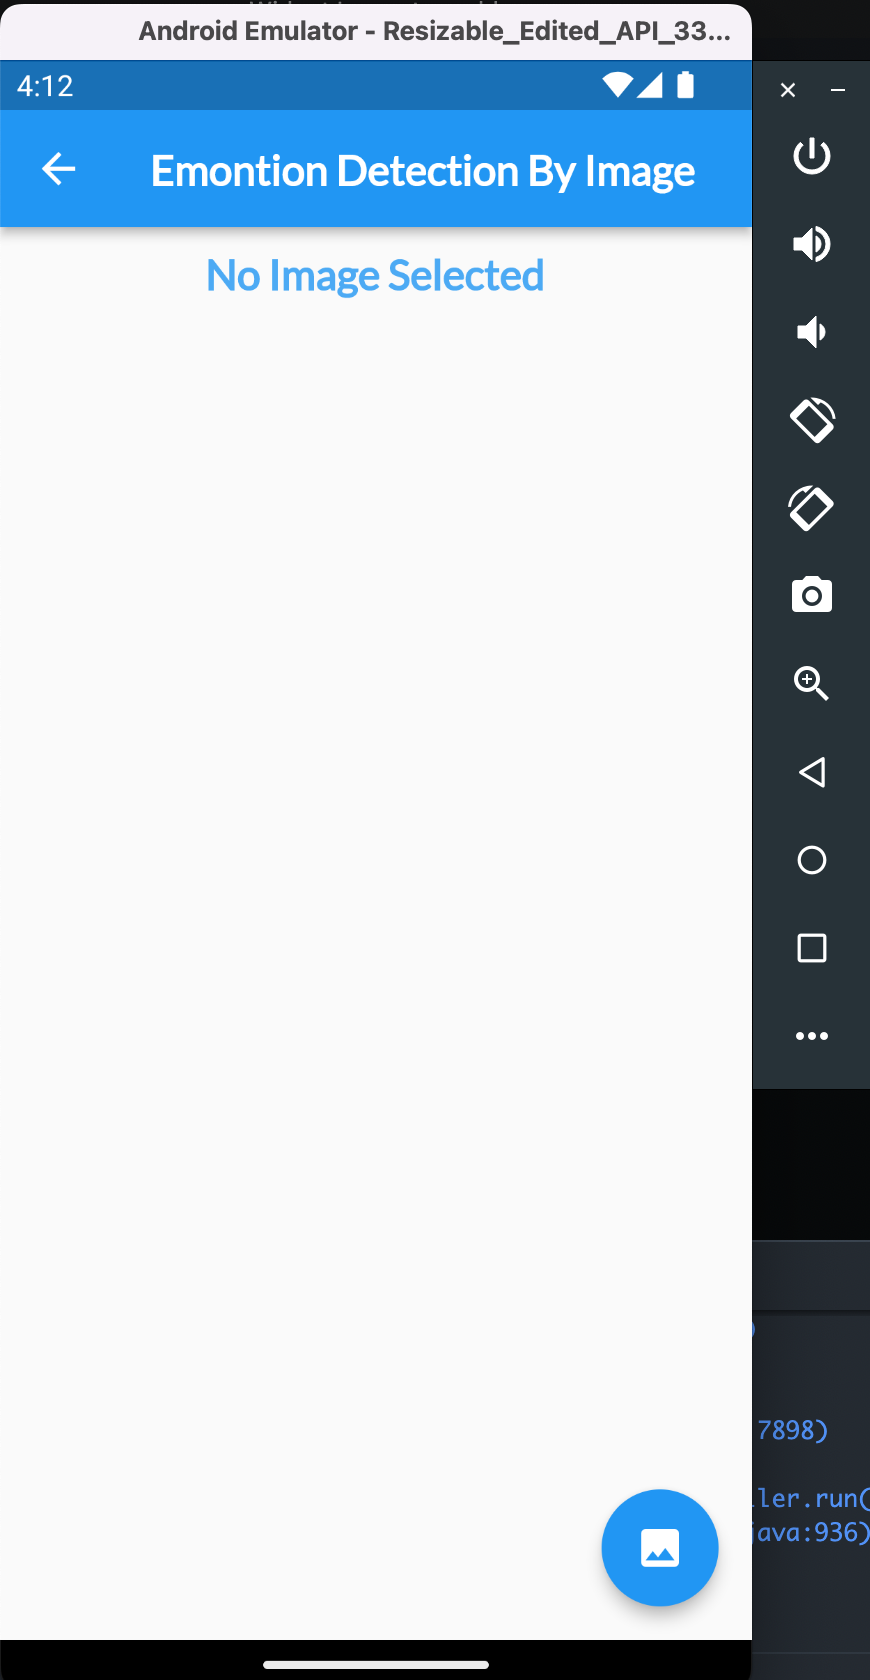 Android Emulator - Resizable_Edited_API_33...
4:12
Emontion Detection By Image
No Image Selected
)
7898)
ler.run(
java:936)